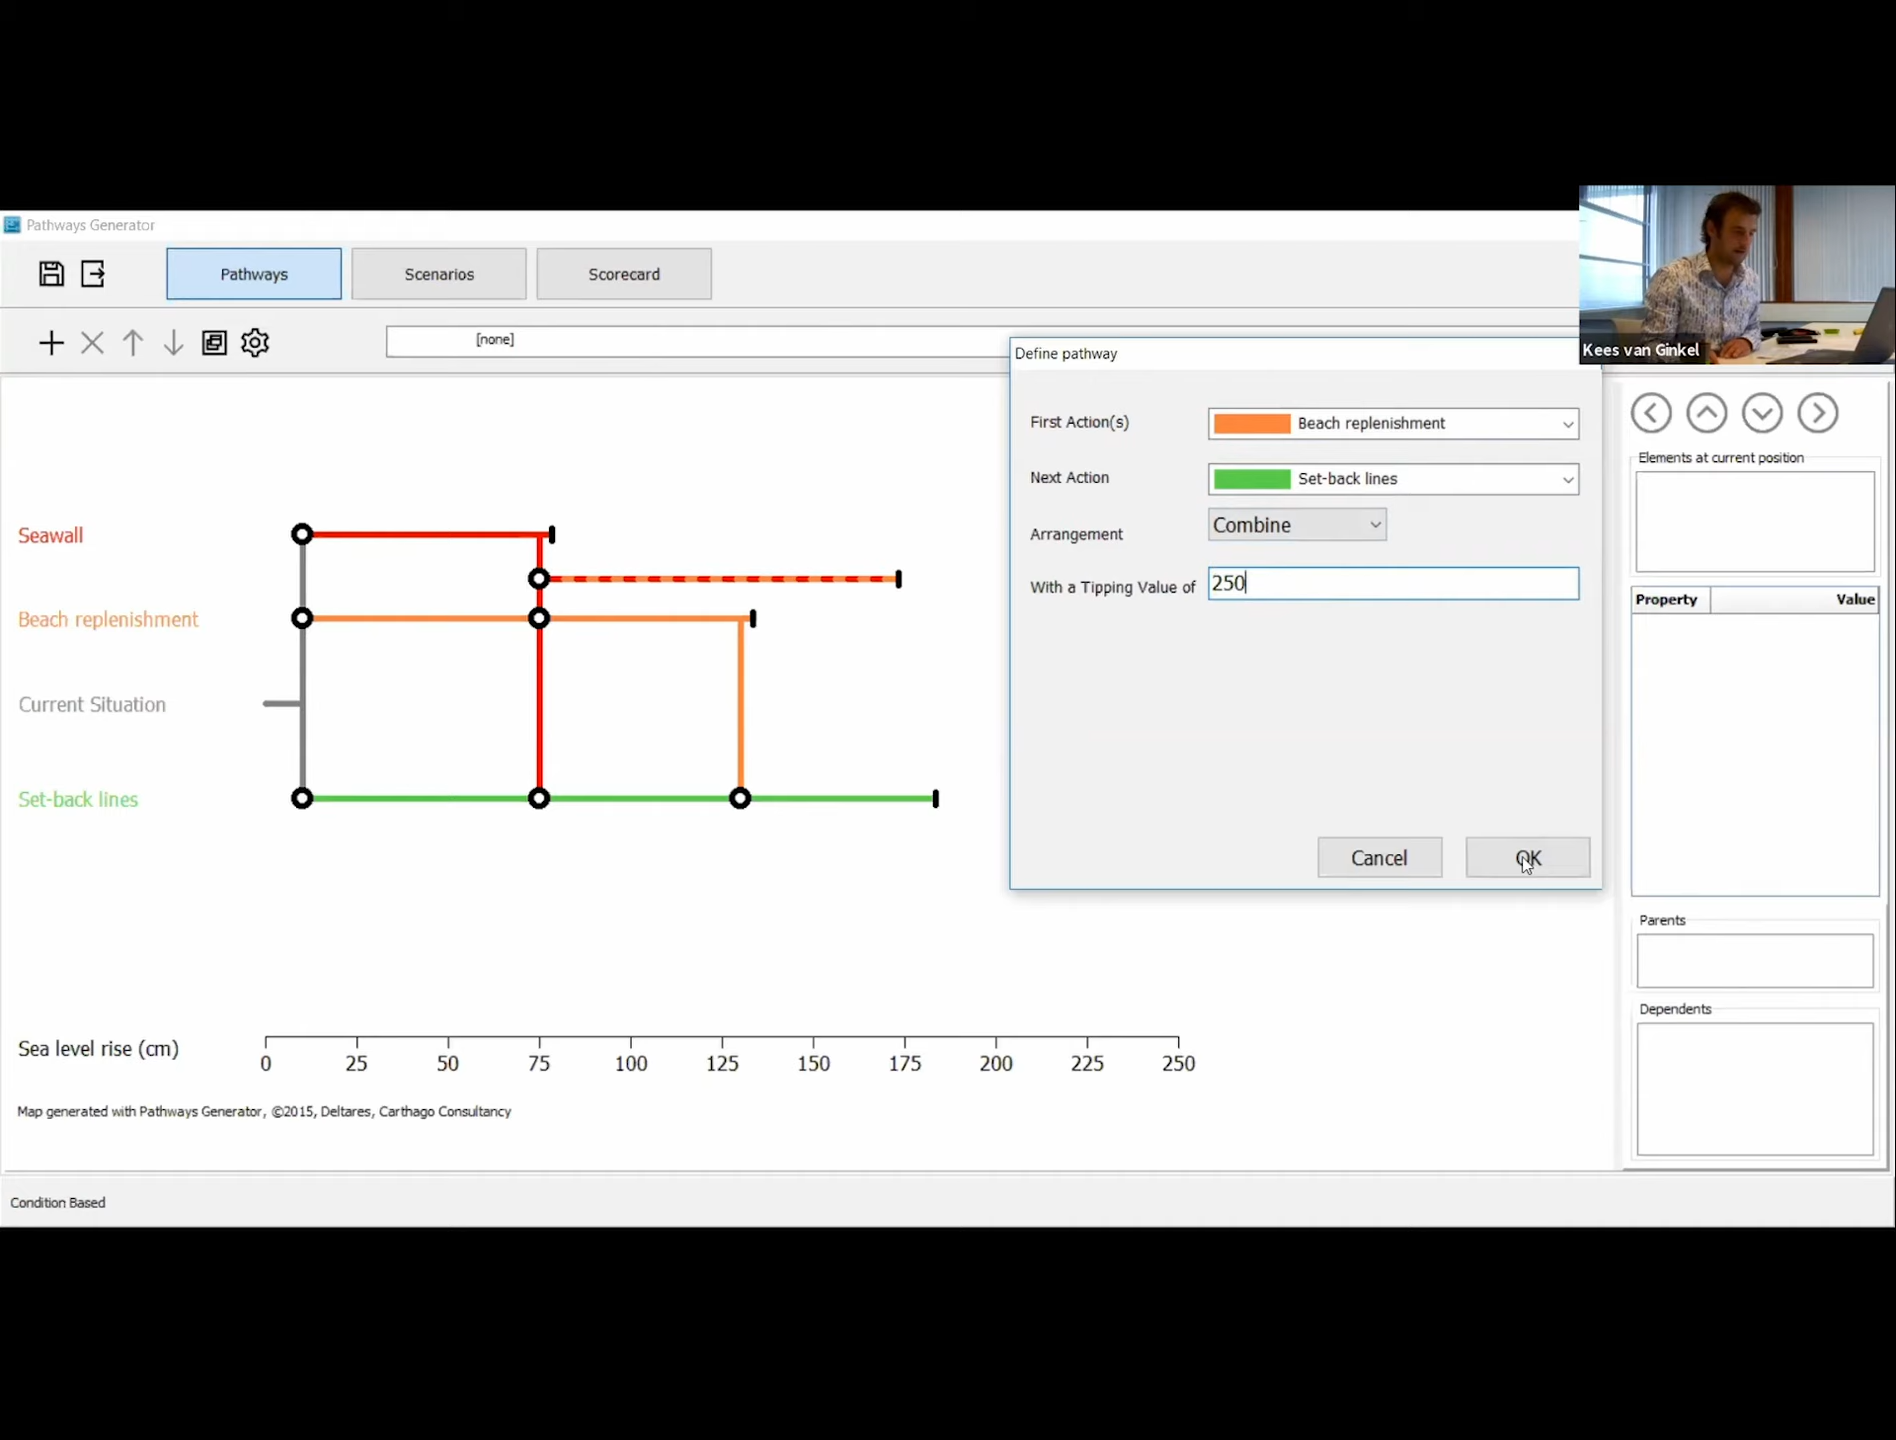 Pathways Generator
Pathways
Scenarios
Scorecard
[none]
Kees van Ginkel
Define pathway
First Action(s)
Beach replenishment
Next Action
Set-back lines
Arrangement
Combine
With a Tipping Value of
250
Cancel
OK
Elements at current position
Property
Value
Parents
Dependents
Seawall
Beach replenishment
Current Situation
Set-back lines
Sea level rise (cm)
0 25 50 75 100 125 150 175 200 225 250
Map generated with Pathways Generator, ©2015, Deltares, Carthago Consultancy
Condition Based